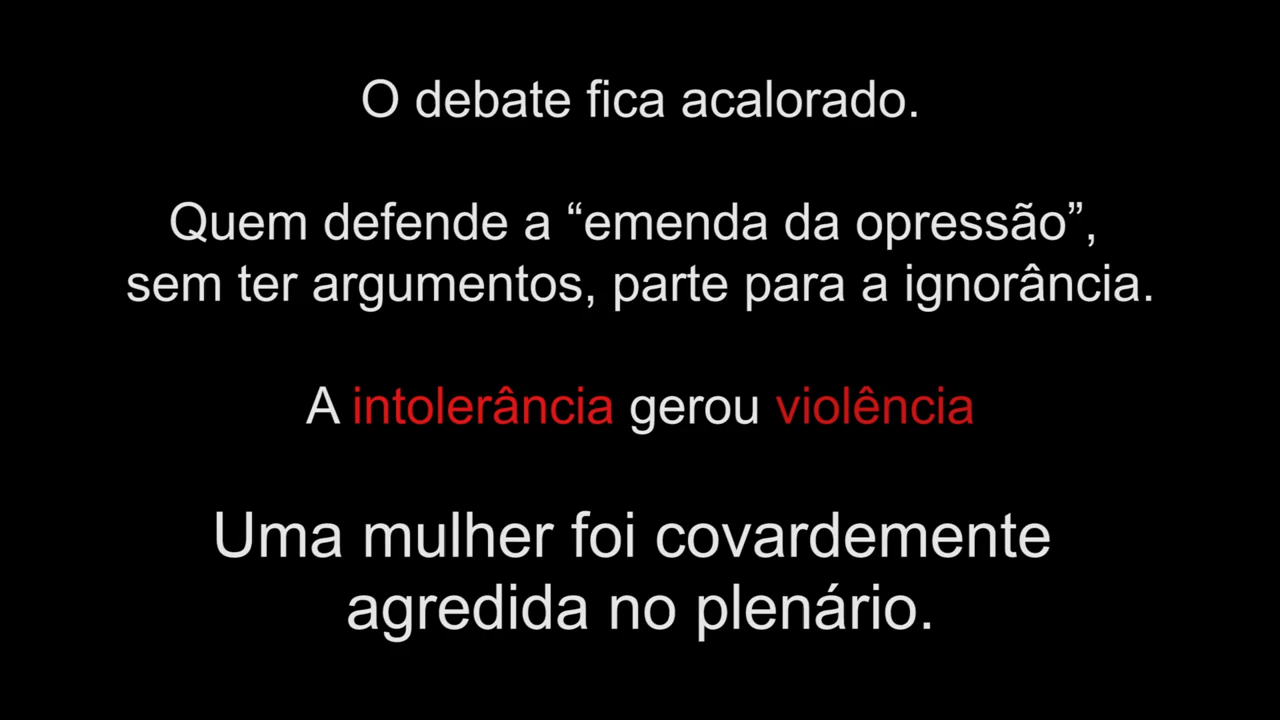 O debate fica acalorado.
Quem defende a “emenda da opressão”,
sem ter argumentos, parte para a ignorância.
A intolerância gerou violência
Uma mulher foi covardemente
agredida no plenário.